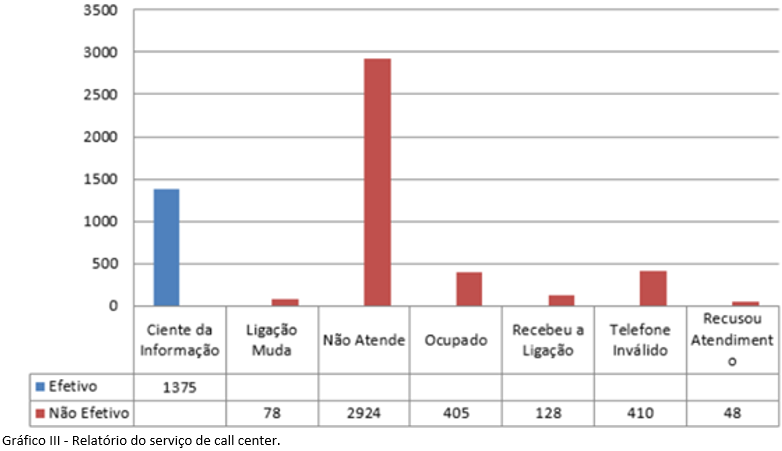 3500
3000
2500
2000
1500
1000
500
0
Ciente da Informação
Ligação Muda
Não Atende
Ocupado
Recebeu a Ligação
Telefone Inválido
Recusou Atendiment o
Efetivo 1375
Não Efetivo 78 2924 405 128 410 48
Gráfico III - Relatório do serviço de call center.